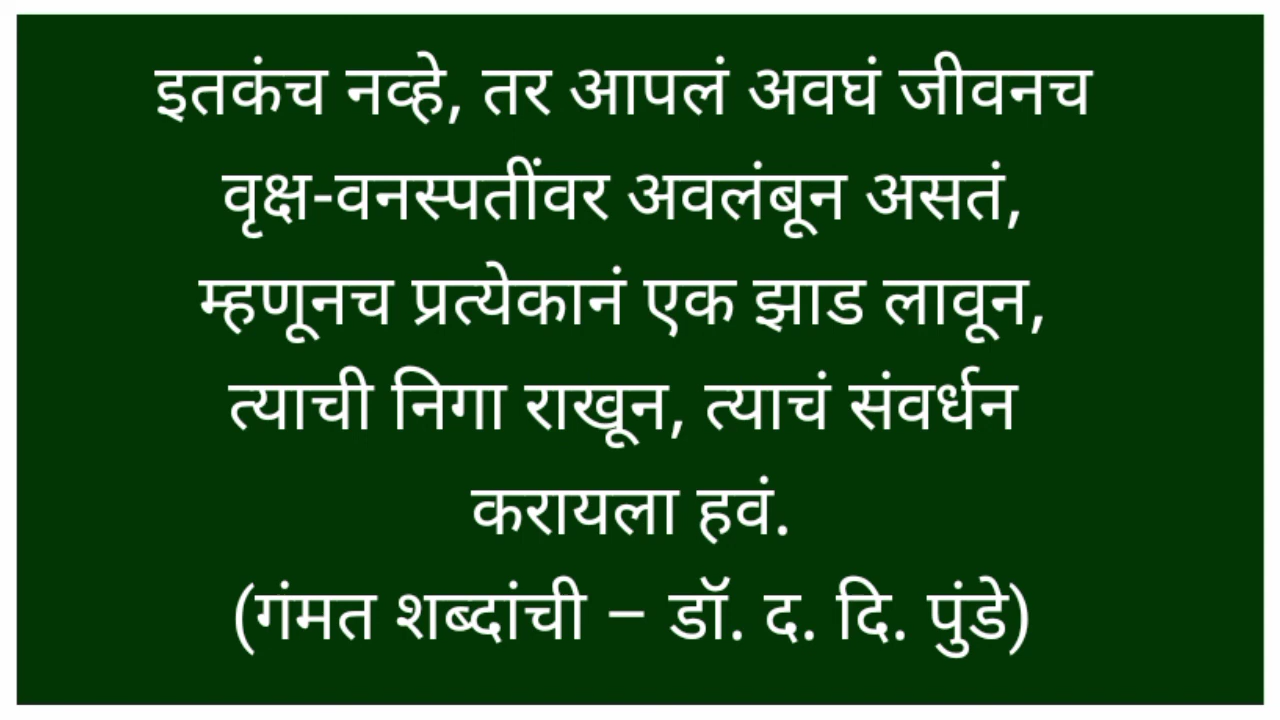 इतकंच नव्हे, तर आपलं अवघं जीवनच
वृक्ष-वनस्पतींवर अवलंबून असतं,
म्हणूनच प्रत्येकानं एक झाड लावून,
त्याची निगा राखून, त्याचं संवर्धन
करायला हवं.
(गंमत शब्दांची – डॉ. द. दि. पुंडे)